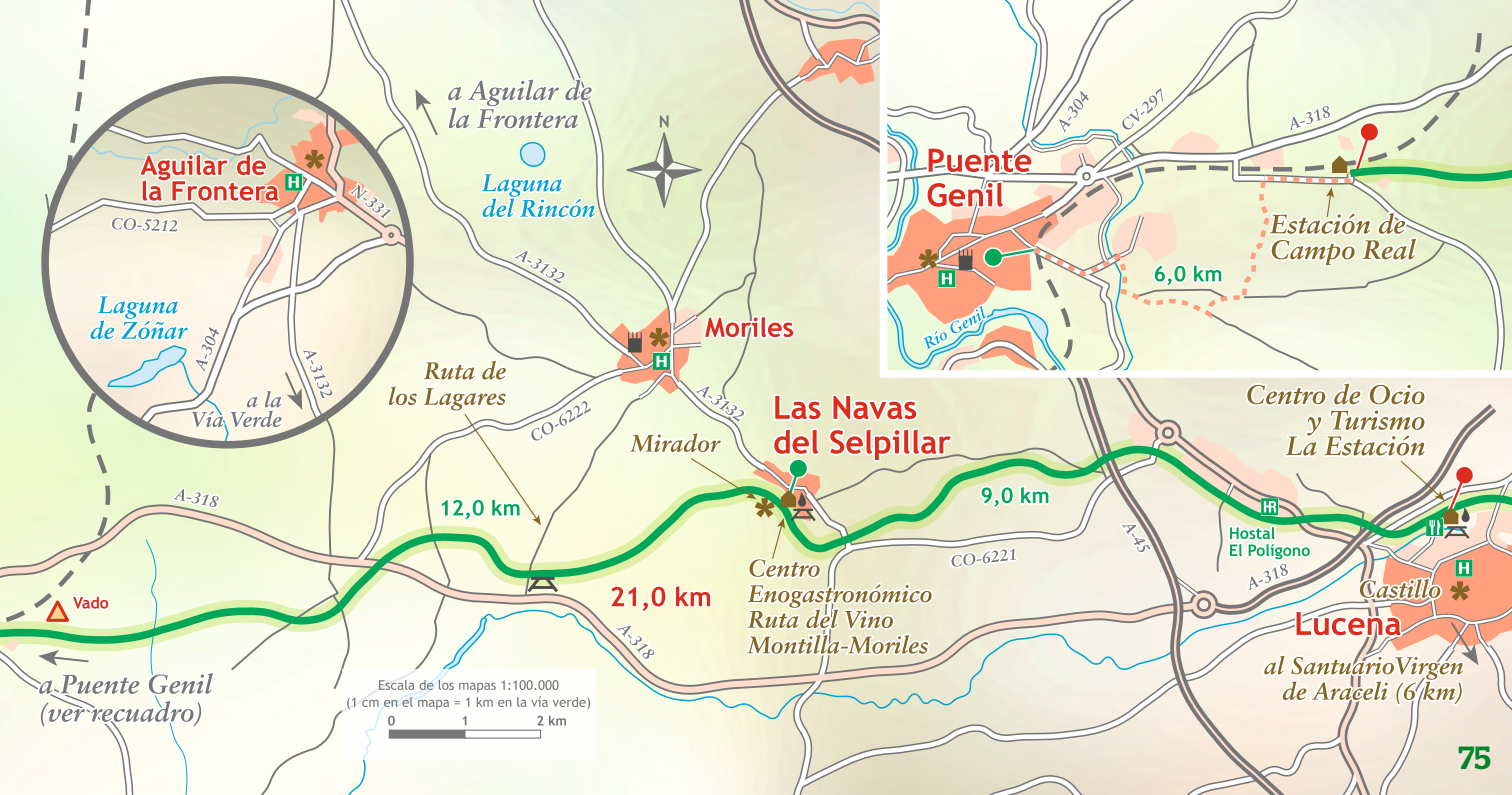 Aguilar de
la Frontera
H
N-331
CO-5212
Laguna
de Zóñar
A-304
A-3132
a la
Vía Verde
a Aguilar de
la Frontera
Laguna
del Rincón
N
A-3132
Moriles
H
Ruta de
los Lagares
CO-6222
A-3132
Mirador
Las Navas
del Selpillar
A-318
12,0 km
9,0 km
CO-6221
21,0 km
Centro
Enogastronómico
Ruta del Vino
Montilla-Moriles
Vado
A-318
a Puente Genil
(ver recuadro)
Escala de los mapas 1:100.000
(1 cm en el mapa = 1 km en la vía verde)
0 1 2 km
Puente
Genil
H
Río Genil
A-304
CV-297
A-318
Estación de
Campo Real
6,0 km
Centro de Ocio
y Turismo
La Estación
HR
Hostal
El Polígono
A-45
A-318
H
Castillo
Lucena
al Santuario Virgen
de Araceli (6 km)
75